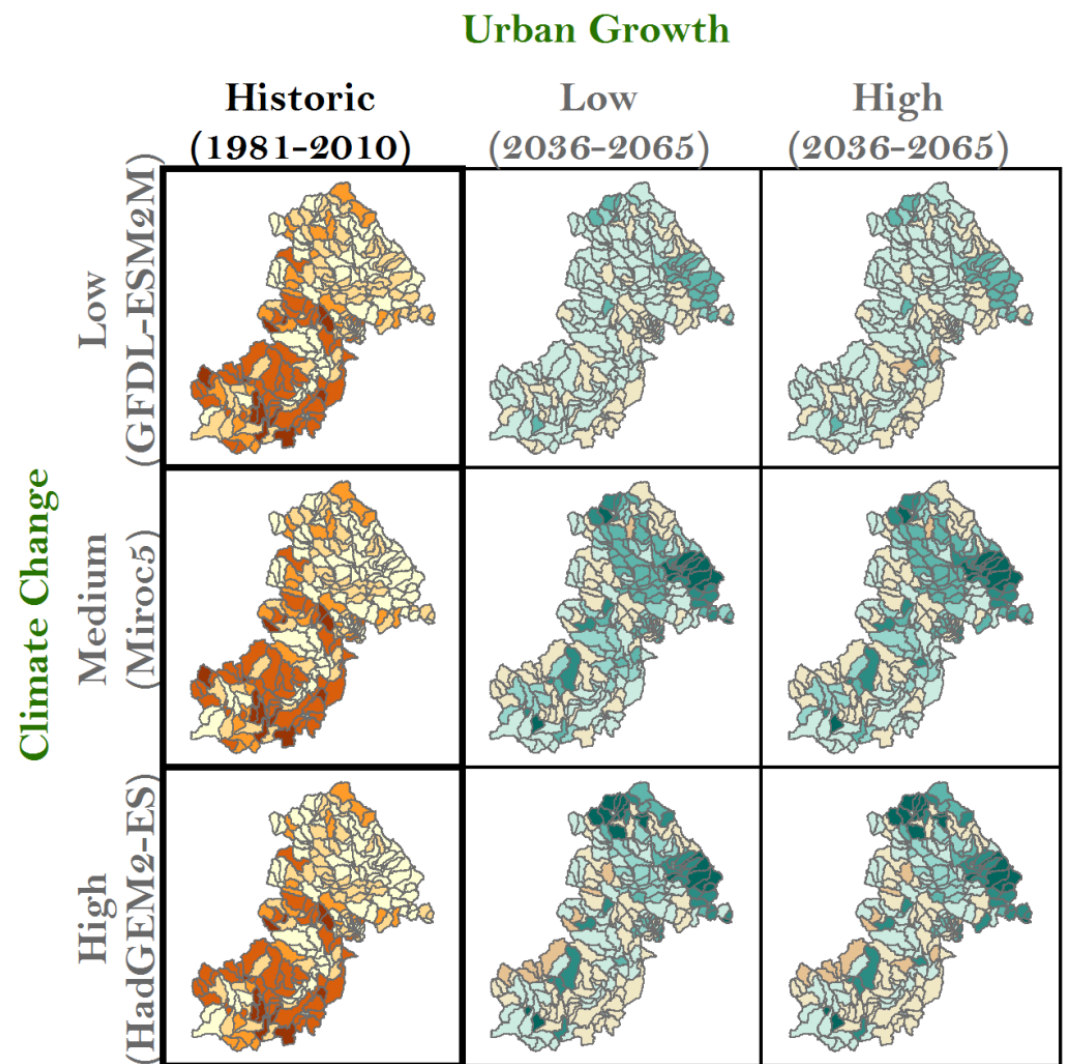 Urban Growth
Historic
(1981-2010)
Low
(2036-2065)
High
(2036-2065)
Climate Change
Low
(GFDL-ESM2M)
Medium
(Miroc5)
High
(HadGEM2-ES)